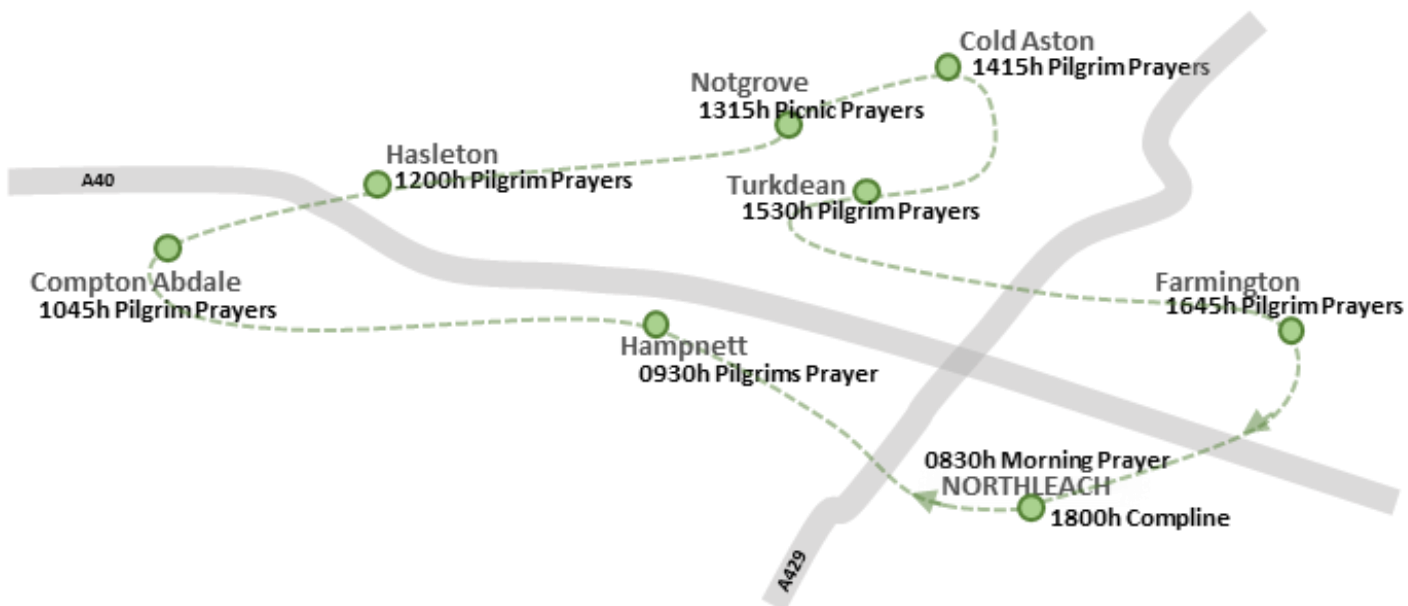 Cold Aston
1415h Pilgrim Prayers
Notgrove
1315h Picnic Prayers
Hasleton
1200h Pilgrim Prayers
A40
Turkdean
1530h Pilgrim Prayers
Compton Abdale
1045h Pilgrim Prayers
Farmington
1645h Pilgrim Prayers
Hampnett
0930h Pilgrims Prayer
0830h Morning Prayer
NORTHLEACH
1800h Compline
A429